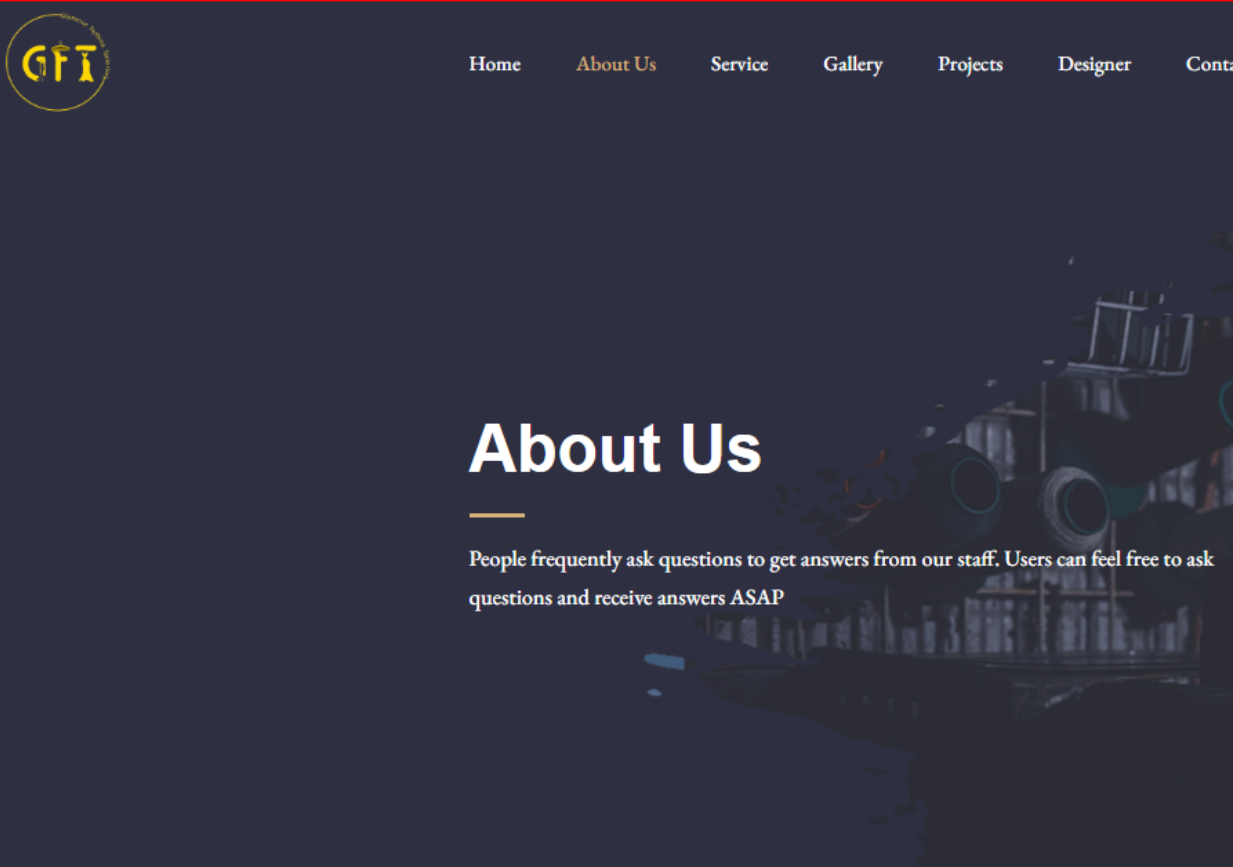 GFT
Home About Us Service Gallery Projects Designer Conta
About Us
People frequently ask questions to get answers from our staff. Users can feel free to ask
questions and receive answers ASAP